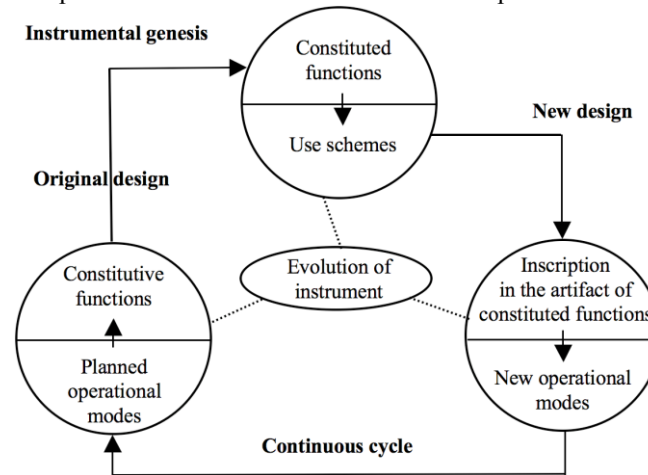 Instrumental genesis
Constituted
functions
Use schemes
New design
Original design
Constitutive
functions
Planned
operational
modes
Evolution of
instrument
Inscription
in the artifact of
constituted functions
New operational
modes
Continuous cycle